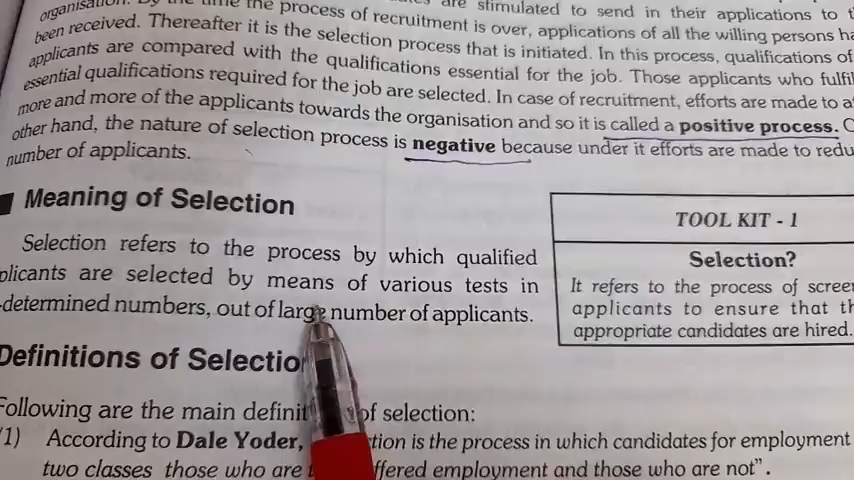 organisation. By the time the process of recruitment is over, applications of all the willing persons ha
are stimulated to send in their applications to t
been received. Thereafter it is the selection process that is initiated. In this process, qualifications of
applicants are compared with the qualifications essential for the job. Those applicants who fulfil
essential qualifications required for the job are selected. In case of recruitment, efforts are made to a
more and more of the applicants towards the organisation and so it is called a positive process. O
other hand, the nature of selection process is negative because under it efforts are made to redu
number of applicants.
Meaning of Selection
Selection refers to the process by which qualified
plicants are selected by means of various tests in
-determined numbers, out of large number of applicants.
TOOL KIT - 1
Selection?
It refers to the process of scree
applicants to ensure that th
appropriate candidates are hired.
Definitions of Selectio
Following are the main definit of selection:
1) According to Dale Yoder, tion is the process in which candidates for employment
two classes those who are ffered employment and those who are not".